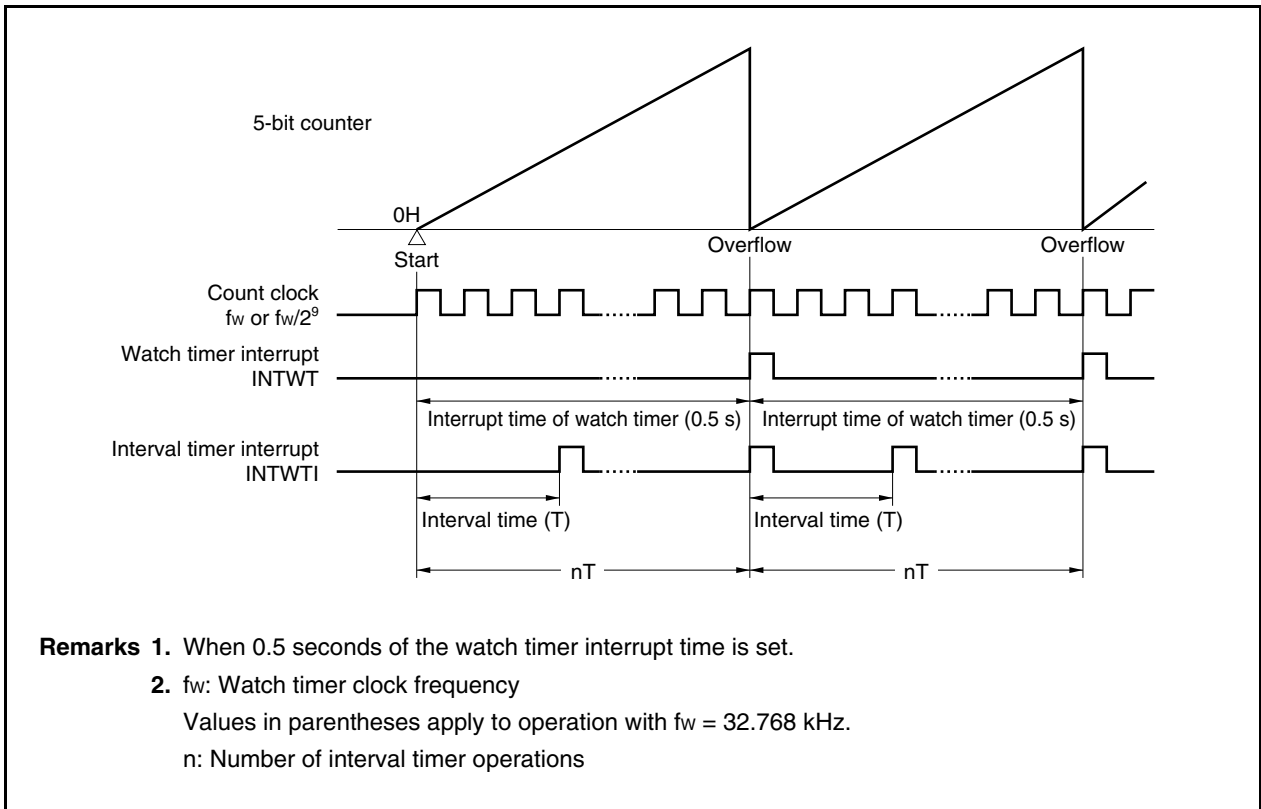 5-bit counter
0H
Start
Overflow
Overflow
Count clock
fW or fW/2⁹
Watch timer interrupt
INTWT
Interrupt time of watch timer (0.5 s)
Interrupt time of watch timer (0.5 s)
Interval timer interrupt
INTWTI
Interval time (T)
Interval time (T)
nT
nT
Remarks 1. When 0.5 seconds of the watch timer interrupt time is set.
2. fW: Watch timer clock frequency
Values in parentheses apply to operation with fW = 32.768 kHz.
n: Number of interval timer operations